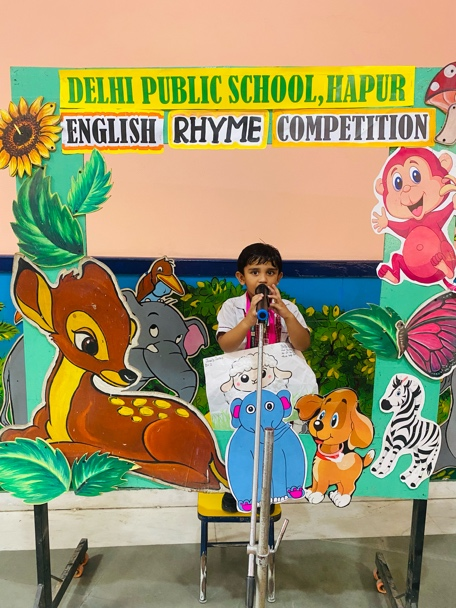 DELHI PUBLIC SCHOOL, HAPUR
ENGLISH RHYME COMPETITION